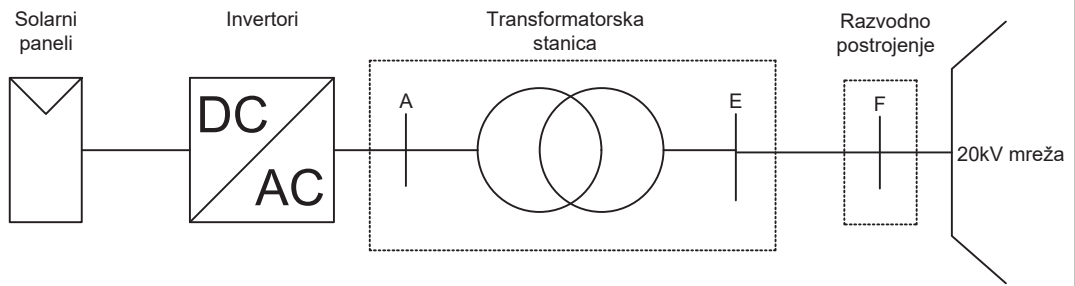 Solarni
paneli
Invertori
Transformatorska
stanica
Razvodno
postrojenje
DC
AC
A
E
F
20kV mreža